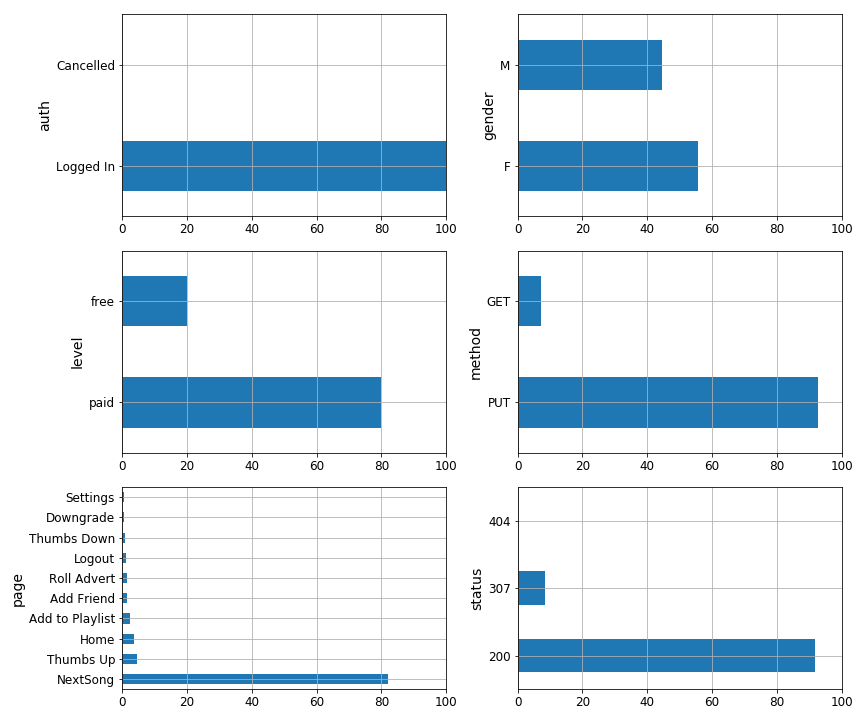 auth
Cancelled
Logged In
0 20 40 60 80 100
gender
M
F
0 20 40 60 80 100
level
free
paid
0 20 40 60 80 100
method
GET
PUT
0 20 40 60 80 100
page
Settings
Downgrade
Thumbs Down
Logout
Roll Advert
Add Friend
Add to Playlist
Home
Thumbs Up
NextSong
0 20 40 60 80 100
status
404
307
200
0 20 40 60 80 100